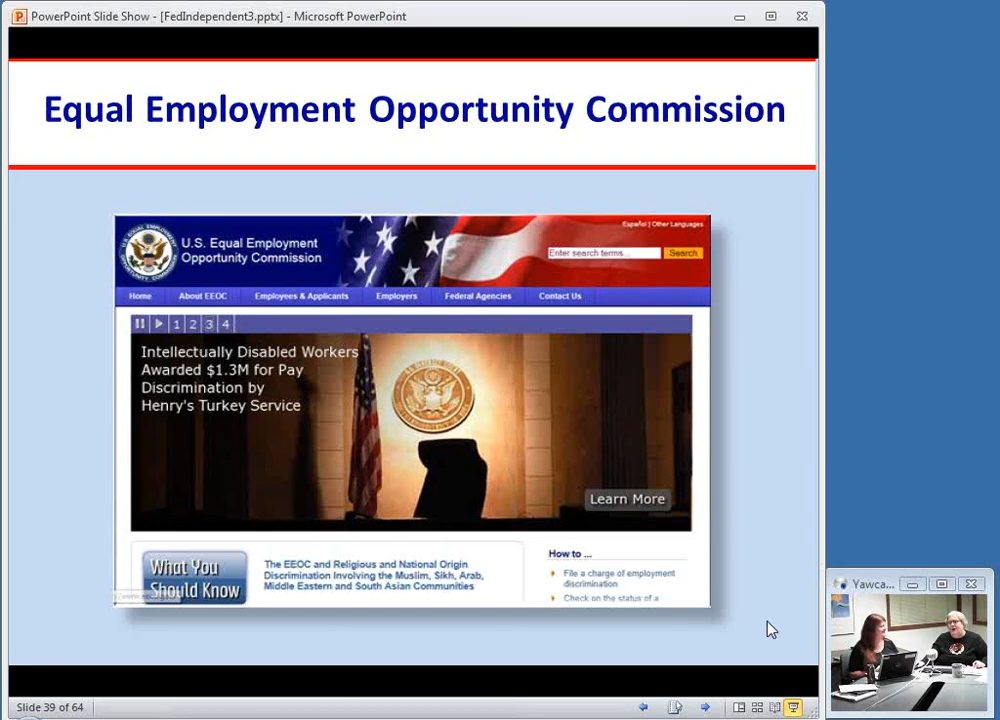 PowerPoint Slide Show - [FedIndependent3.pptx] - Microsoft PowerPoint
Equal Employment Opportunity Commission
Español | Other Languages
U.S. Equal Employment
Opportunity Commission
Enter search terms...
Search
Home
About EEOC
Employees & Applicants
Employers
Federal Agencies
Contact Us
1 2 3 4
Intellectually Disabled Workers
Awarded $1.3M for Pay
Discrimination by
Henry's Turkey Service
Learn More
What You
Should Know
The EEOC and Religious and National Origin
Discrimination Involving the Muslim, Sikh, Arab,
Middle Eastern and South Asian Communities
How to ...
File a charge of employment
discrimination
Check on the status of a
Yawca...
Slide 39 of 64